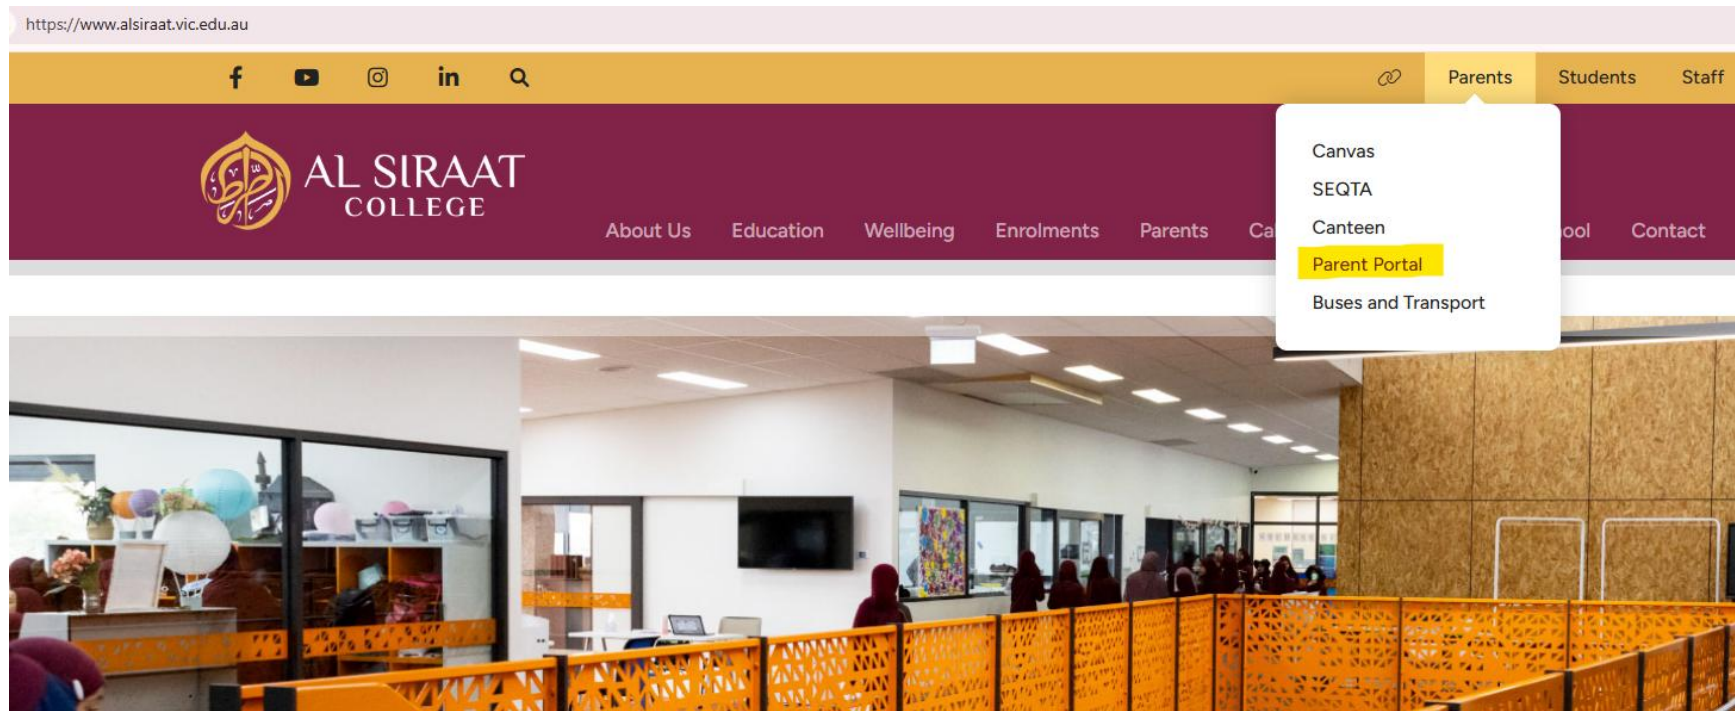 https://www.alsiraat.vic.edu.au
Parents Students Staff
AL SIRAAT
COLLEGE
About Us Education Wellbeing Enrolments Parents Contact
Canvas
SEQTA
Canteen
Parent Portal
Buses and Transport